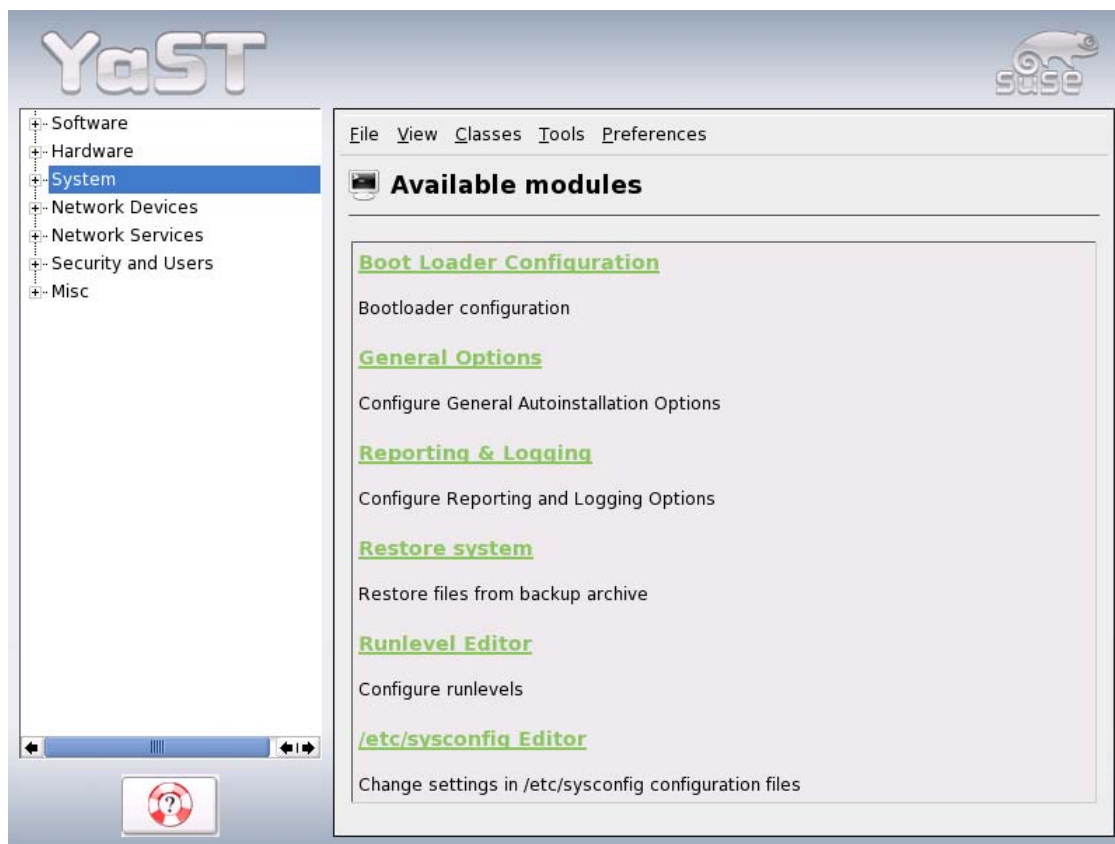 YaST
SUSE
Software
Hardware
System
Network Devices
Network Services
Security and Users
Misc
File View Classes Tools Preferences
Available modules
Boot Loader Configuration
Bootloader configuration
General Options
Configure General Autoinstallation Options
Reporting & Logging
Configure Reporting and Logging Options
Restore system
Restore files from backup archive
Runlevel Editor
Configure runlevels
/etc/sysconfig Editor
Change settings in /etc/sysconfig configuration files
?